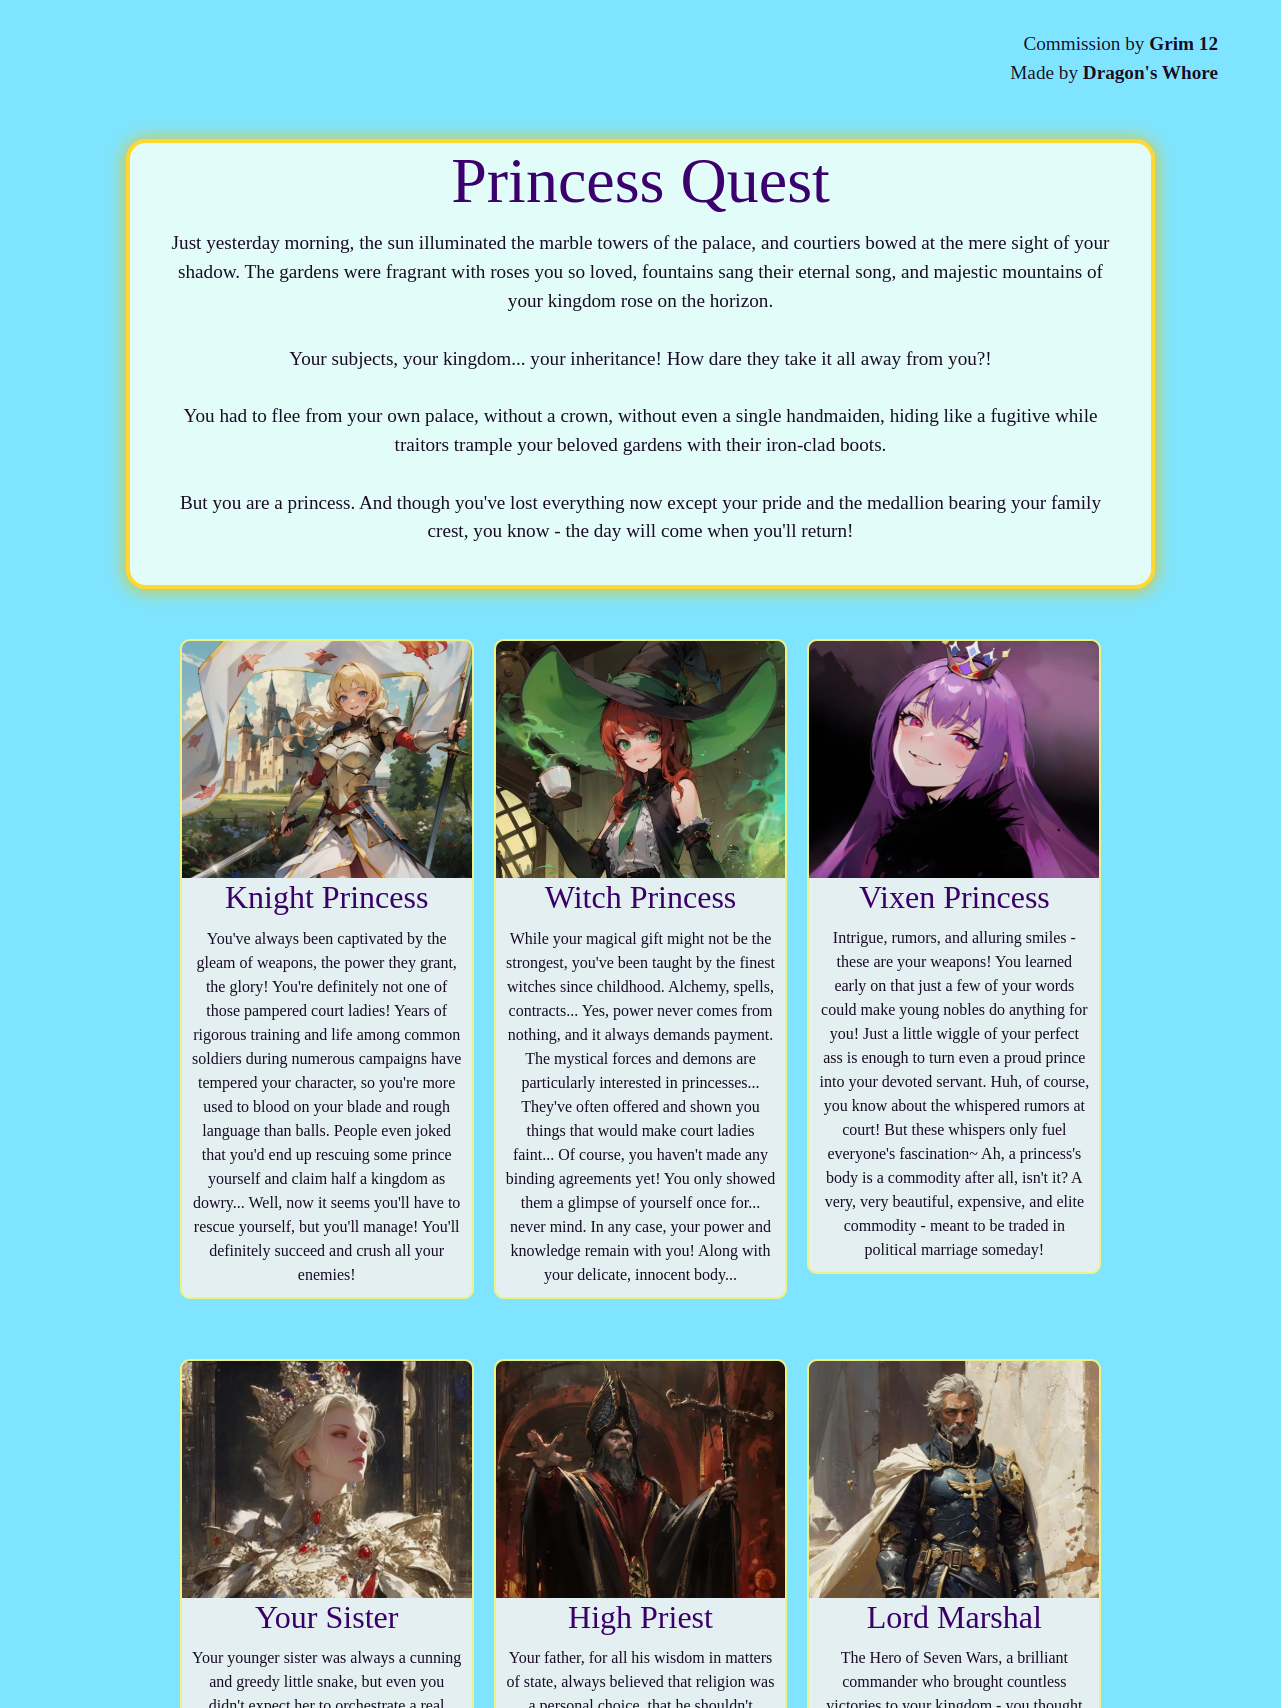 Commission by Grim 12
Made by Dragon's Whore
Princess Quest
Just yesterday morning, the sun illuminated the marble towers of the palace, and courtiers bowed at the mere sight of your
shadow. The gardens were fragrant with roses you so loved, fountains sang their eternal song, and majestic mountains of
your kingdom rose on the horizon.
Your subjects, your kingdom... your inheritance! How dare they take it all away from you?!
You had to flee from your own palace, without a crown, without even a single handmaiden, hiding like a fugitive while
traitors trample your beloved gardens with their iron-clad boots.
But you are a princess. And though you've lost everything now except your pride and the medallion bearing your family
crest, you know - the day will come when you'll return!
Knight Princess
You've always been captivated by the
gleam of weapons, the power they grant,
the glory! You're definitely not one of
those pampered court ladies! Years of
rigorous training and life among common
soldiers during numerous campaigns have
tempered your character, so you're more
used to blood on your blade and rough
language than balls. People even joked
that you'd end up rescuing some prince
yourself and claim half a kingdom as
dowry... Well, now it seems you'll have to
rescue yourself, but you'll manage! You'll
definitely succeed and crush all your
enemies!
Witch Princess
While your magical gift might not be the
strongest, you've been taught by the finest
witches since childhood. Alchemy, spells,
contracts... Yes, power never comes from
nothing, and it always demands payment.
The mystical forces and demons are
particularly interested in princesses...
They've often offered and shown you
things that would make court ladies
faint... Of course, you haven't made any
binding agreements yet! You only showed
them a glimpse of yourself once for...
never mind. In any case, your power and
knowledge remain with you! Along with
your delicate, innocent body...
Vixen Princess
Intrigue, rumors, and alluring smiles -
these are your weapons! You learned
early on that just a few of your words
could make young nobles do anything for
you! Just a little wiggle of your perfect
ass is enough to turn even a proud prince
into your devoted servant. Huh, of course,
you know about the whispered rumors at
court! But these whispers only fuel
everyone's fascination~ Ah, a princess's
body is a commodity after all, isn't it? A
very, very beautiful, expensive, and elite
commodity - meant to be traded in
political marriage someday!
Your Sister
Your younger sister was always a cunning
and greedy little snake, but even you
didn't expect her to orchestrate a real
High Priest
Your father, for all his wisdom in matters
of state, always believed that religion was
a personal choice, that he shouldn't
Lord Marshal
The Hero of Seven Wars, a brilliant
commander who brought countless
victories to your kingdom - you thought